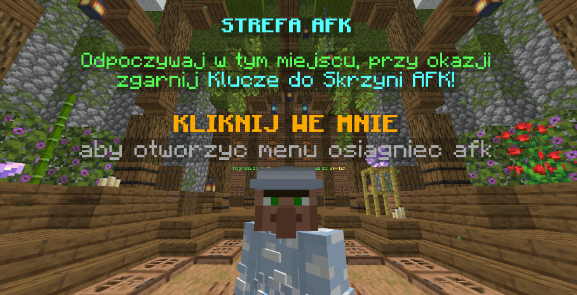 STREFA AFK
Odpoczywaj w tym miejscu, przy okazji
zgarnij Klucze do Skrzyni AFK!
KLIKNIJ WE MNIE
aby otworzyc menu osiagniec afk